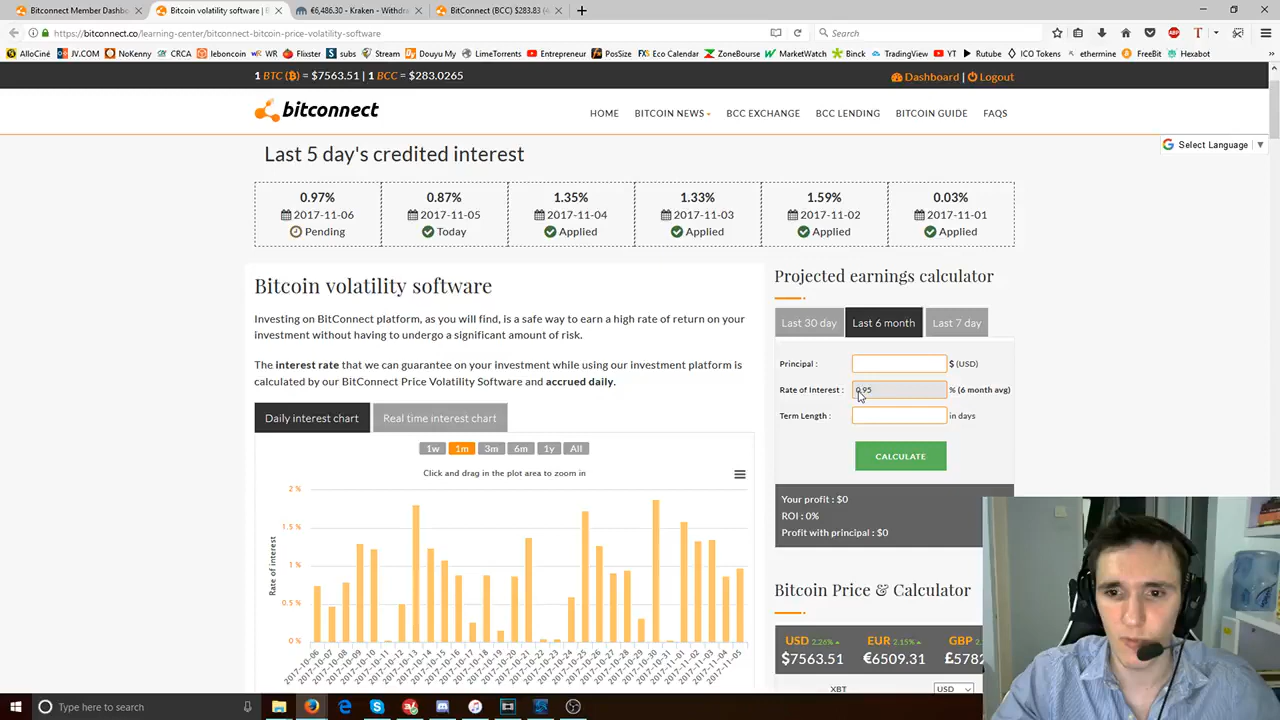 Bitconnect Member Dashb
Bitcoin volatility software |
€6,486.30 - Kraken - Withdra
BitConnect (BCC) $283.83 (
https://bitconnect.co/learning-center/bitconnect-bitcoin-price-volatility-software
Search
AlloCiné JV.COM NoKenny CRCA leboncoin WR Flixster subs Stream Douyu My LimeTorrents Entrepreneur PosSize Eco Calendar ZoneBourse MarketWatch Binck TradingView YT Rutube ICO Tokens ethermine FreeBit Hexabot
1 BTC (₿) = $7563.51 | 1 BCC = $283.0265
Dashboard | Logout
bitconnect
HOME BITCOIN NEWS BCC EXCHANGE BCC LENDING BITCOIN GUIDE FAQS
Select Language
Last 5 day's credited interest
0.97% 0.87% 1.35% 1.33% 1.59% 0.03%
2017-11-06 2017-11-05 2017-11-04 2017-11-03 2017-11-02 2017-11-01
Pending Today Applied Applied Applied Applied
Bitcoin volatility software
Investing on BitConnect platform, as you will find, is a safe way to earn a high rate of return on your
investment without having to undergo a significant amount of risk.
The interest rate that we can guarantee on your investment while using our investment platform is
calculated by our BitConnect Price Volatility Software and accrued daily.
Daily interest chart Real time interest chart
1w 1m 3m 6m 1y All
Click and drag in the plot area to zoom in
2 %
1.5 %
1 %
0.5 %
0 %
Rate of interest
Projected earnings calculator
Last 30 day Last 6 month Last 7 day
Principal : $ (USD)
Rate of Interest : 0.95 % (6 month avg)
Term Length : in days
CALCULATE
Your profit : $0
ROI : 0%
Profit with principal : $0
Bitcoin Price & Calculator
USD 2.26% EUR 2.15% GBP
$7563.51 €6509.31
XBT USD
Type here to search